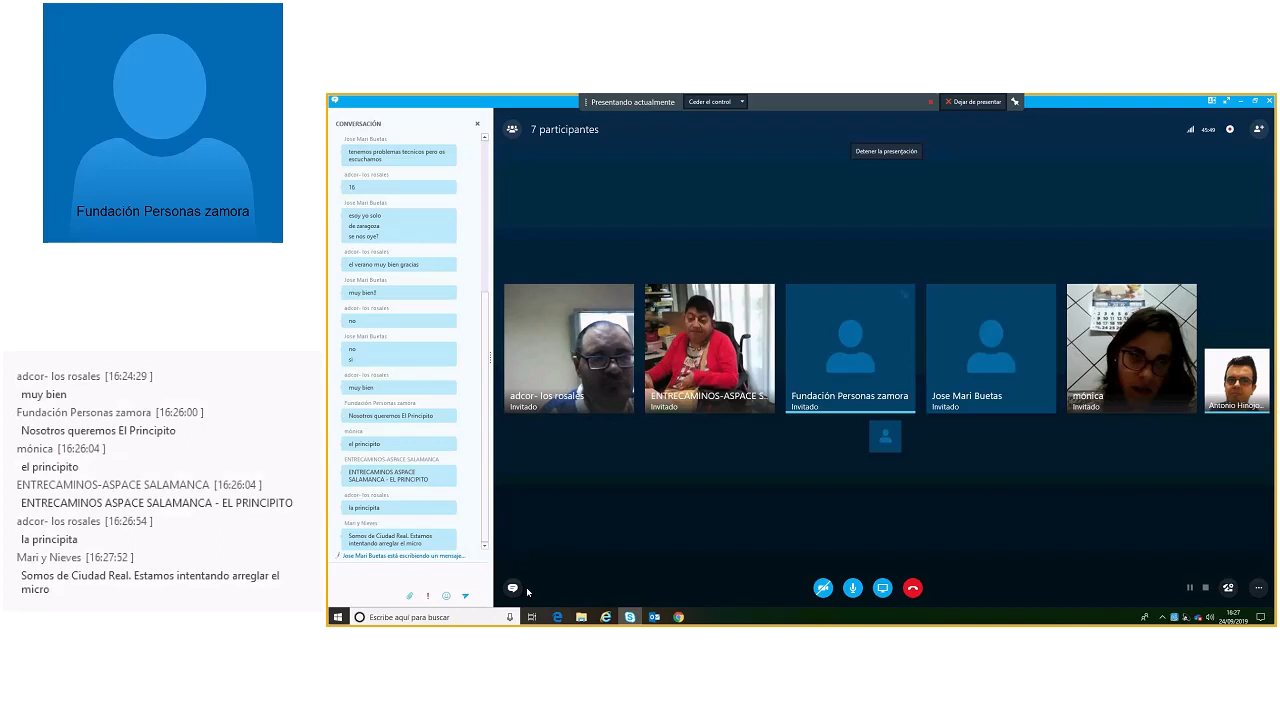 Fundación Personas zamora
adcor- los rosales [16:24:29 ]
muy bien
Fundación Personas zamora [16:26:00 ]
Nosotros queremos El Principito
mónica [16:26:04 ]
el principito
ENTRECAMINOS-ASPACE SALAMANCA [16:26:04 ]
ENTRECAMINOS ASPACE SALAMANCA - EL PRINCIPITO
adcor- los rosales [16:26:54 ]
la principita
Mari y Nieves [16:27:52 ]
Somos de Ciudad Real. Estamos intentando arreglar el
micro
Presentando actualmente
Ceder el control
Dejar de presentar
CONVERSACIÓN
Jose Mari Buetas
tenemos problemas tecnicos pero os
escuchamos
adcor- los rosales
16
Jose Mari Buetas
esoy yo solo
de zaragoza
se nos oye?
adcor- los rosales
el verano muy bien gracias
Jose Mari Buetas
muy bien!!
adcor- los rosales
no
Jose Mari Buetas
no
si
adcor- los rosales
muy bien
Fundación Personas zamora
Nosotros queremos El Principito
mónica
el principito
ENTRECAMINOS-ASPACE SALAMANCA
ENTRECAMINOS ASPACE
SALAMANCA - EL PRINCIPITO
adcor- los rosales
la principita
Mari y Nieves
Somos de Ciudad Real. Estamos
intentando arreglar el micro
Jose Mari Buetas está escribiendo un mensaje...
7 participantes
45:49
Detener la presentación
adcor- los rosales
Invitado
ENTRECAMINOS-ASPACE S...
Invitado
Fundación Personas zamora
Invitado
Jose Mari Buetas
Invitado
mónica
Invitado
Antonio Hinojo...
Escribe aquí para buscar
16:27
24/09/2019